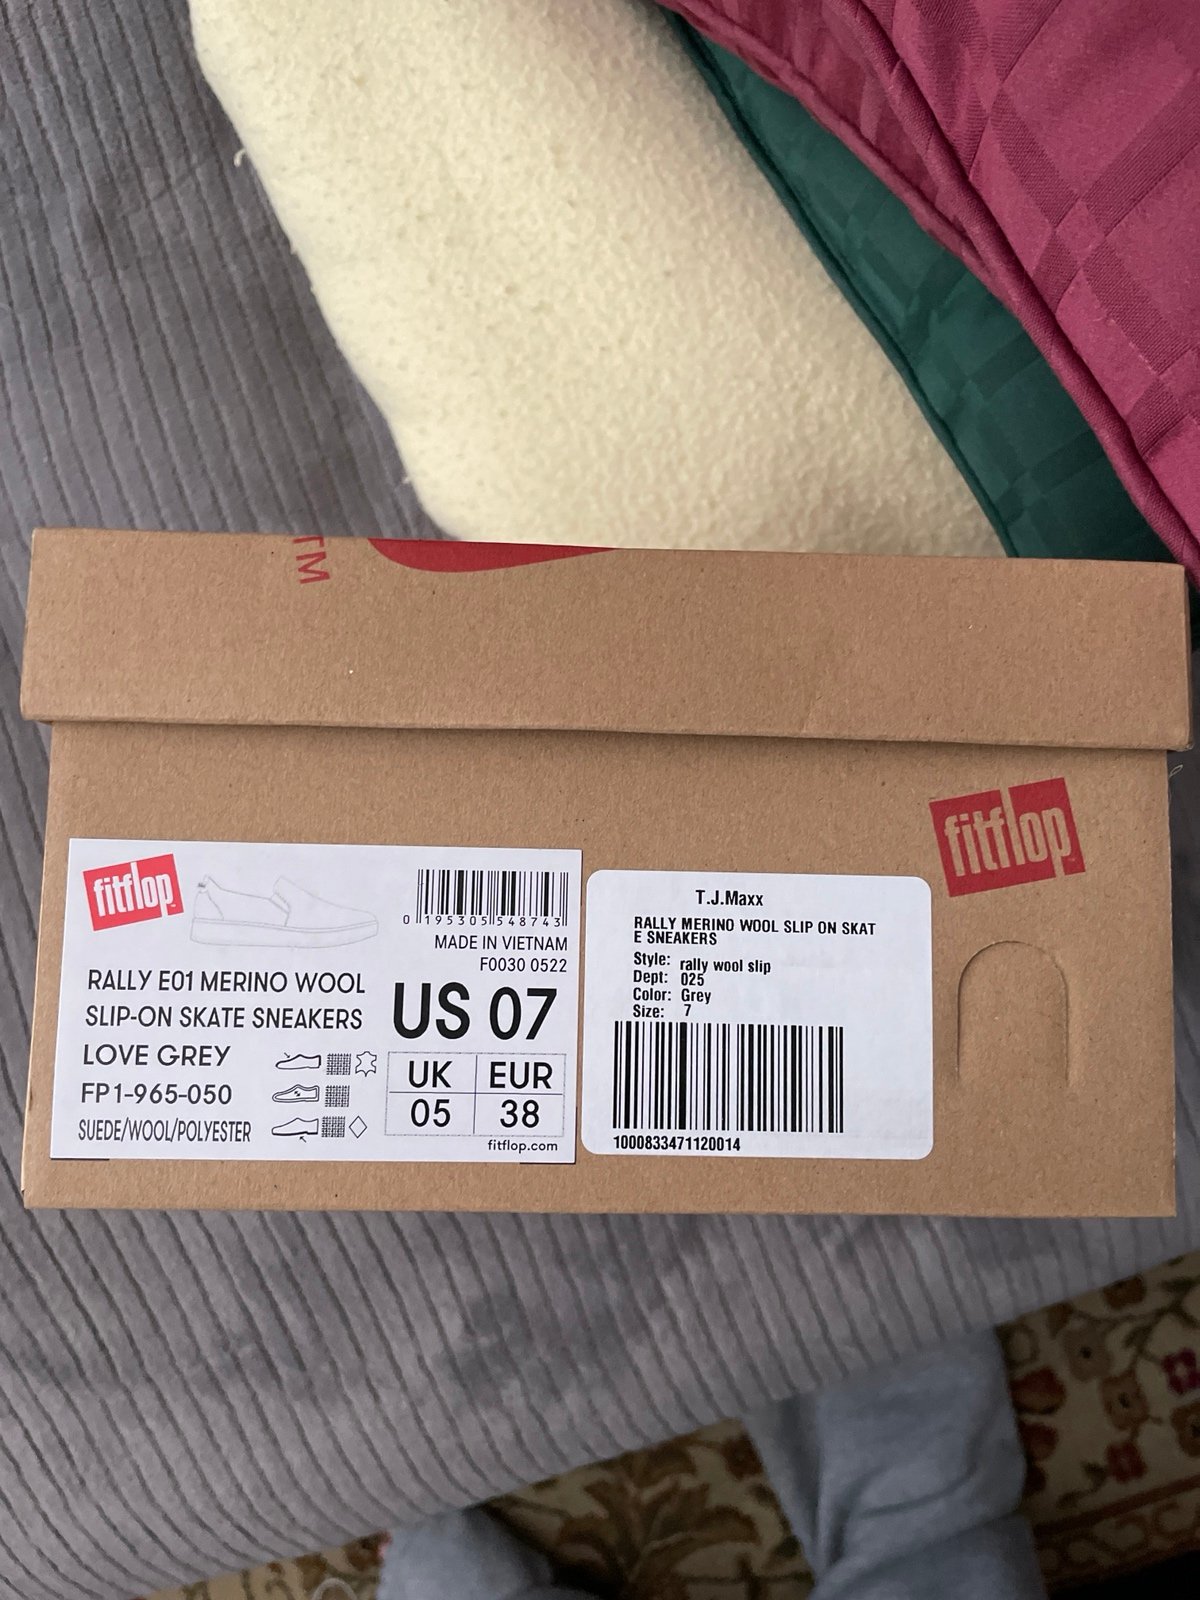 TM
fitflop
fitflop
0 195305 548743
MADE IN VIETNAM
F0030 0522
RALLY E01 MERINO WOOL
SLIP-ON SKATE SNEAKERS
LOVE GREY
FP1-965-050
SUEDE/WOOL/POLYESTER
US 07
UK EUR
05 38
fitflop.com
T.J.Maxx
RALLY MERINO WOOL SLIP ON SKAT
E SNEAKERS
Style: rally wool slip
Dept: 025
Color: Grey
Size: 7
1000833471120014